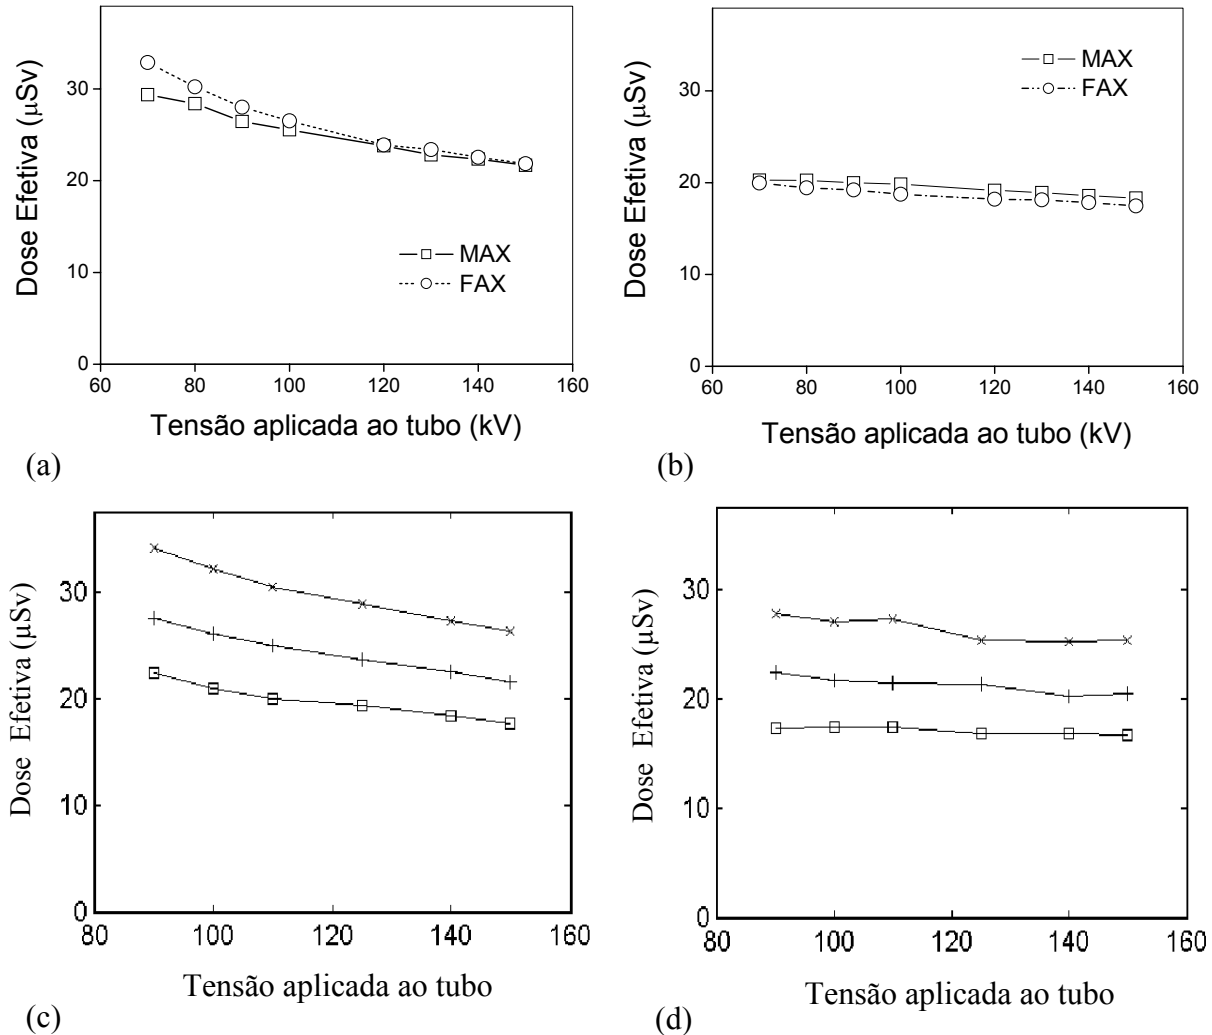 Dose Efetiva (µSv)
30
20
10
0
MAX
FAX
60 80 100 120 140 160
Tensão aplicada ao tubo (kV)
(a)
Dose Efetiva (µSv)
30
20
10
0
MAX
FAX
60 80 100 120 140 160
Tensão aplicada ao tubo (kV)
(b)
Dose Efetiva (µSv)
30
20
10
0
80 100 120 140 160
Tensão aplicada ao tubo
(c)
Dose Efetiva (µSv)
30
20
10
0
80 100 120 140 160
Tensão aplicada ao tubo
(d)